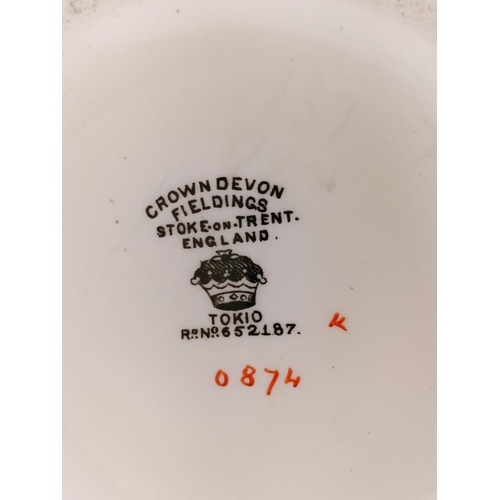 CROWN DEVON
FIELDINGS
STOKE-ON-TRENT.
ENGLAND.
TOKIO
RD NO 652187.
K
0874